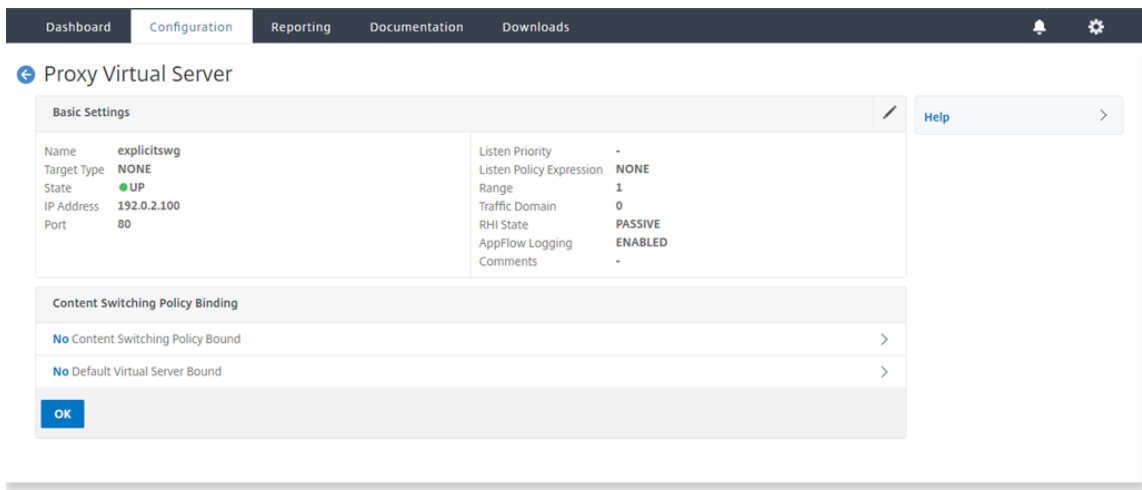 Dashboard Configuration Reporting Documentation Downloads
Proxy Virtual Server
Basic Settings
Help
Name explicitswg
Target Type NONE
State UP
IP Address 192.0.2.100
Port 80
Listen Priority -
Listen Policy Expression NONE
Range 1
Traffic Domain 0
RHI State PASSIVE
AppFlow Logging ENABLED
Comments -
Content Switching Policy Binding
No Content Switching Policy Bound
No Default Virtual Server Bound
OK